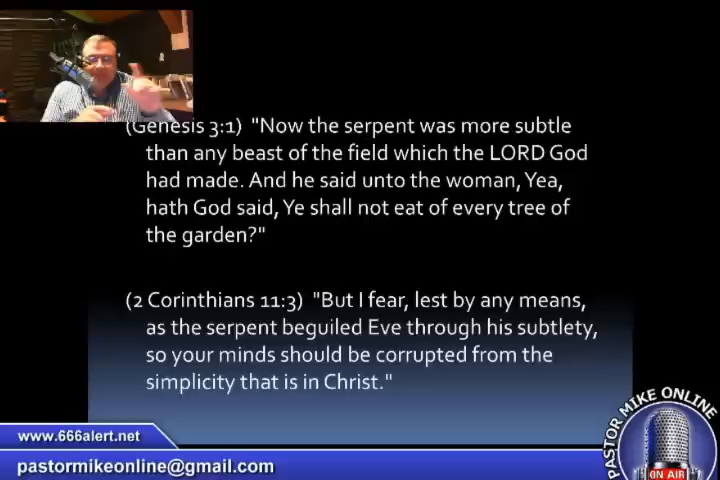 (Genesis 3:1) "Now the serpent was more subtle
than any beast of the field which the LORD God
had made. And he said unto the woman, Yea,
hath God said, Ye shall not eat of every tree of
the garden?"
(2 Corinthians 11:3) "But I fear, lest by any means,
as the serpent beguiled Eve through his subtlety,
so your minds should be corrupted from the
simplicity that is in Christ."
www.666alert.net
pastormikeonline@gmail.com
PASTOR MIKE ONLINE
ON AIR